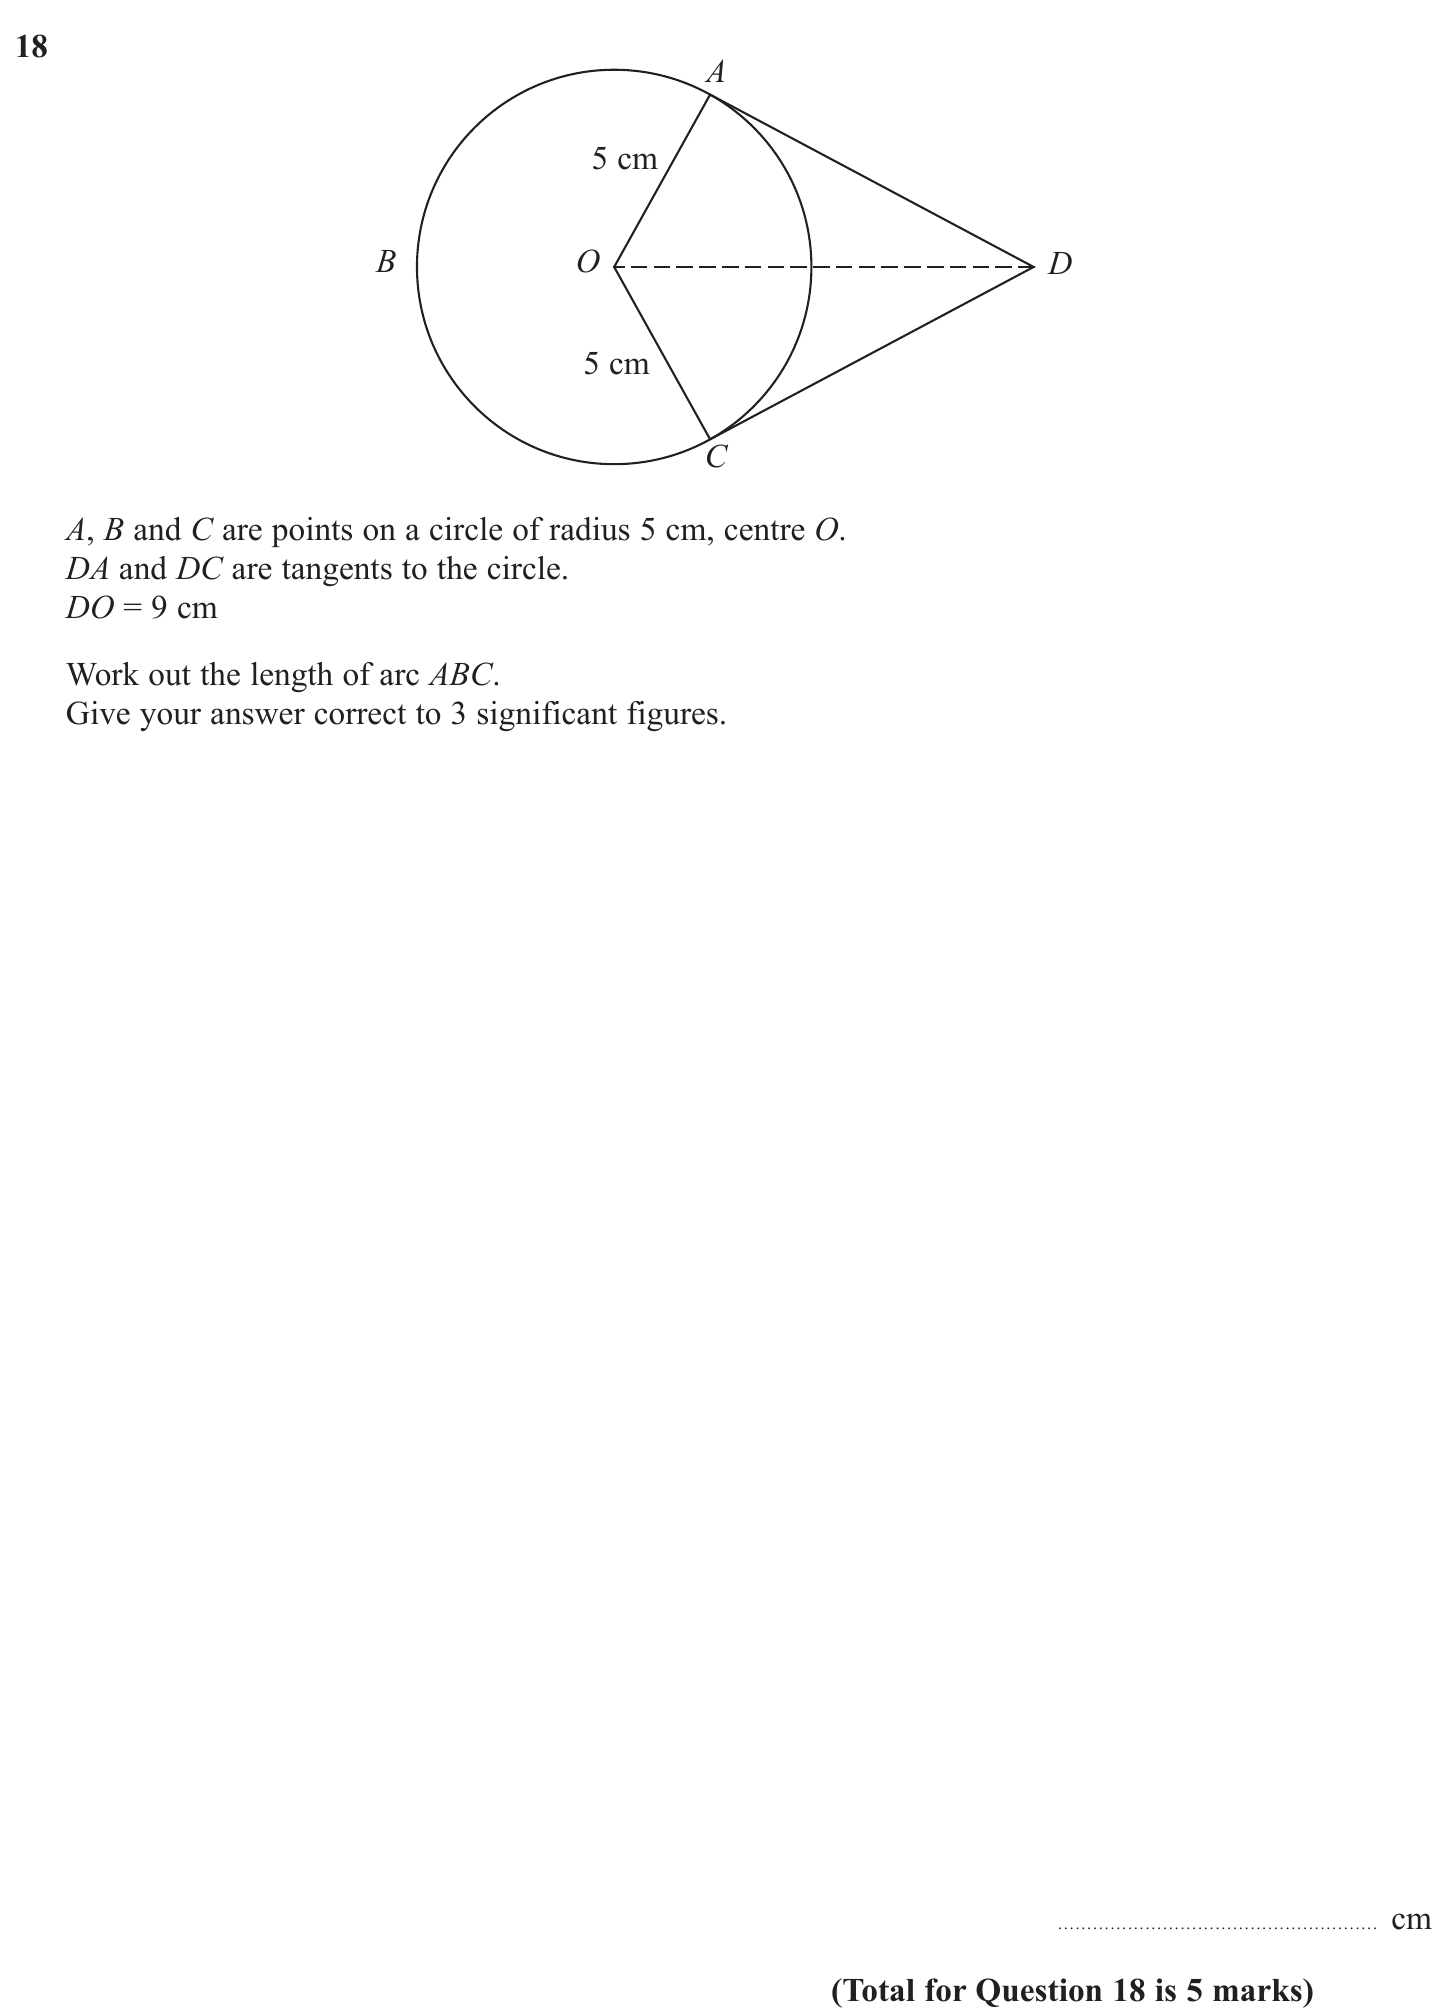 18
A
5 cm
B
O
D
5 cm
C
A, B and C are points on a circle of radius 5 cm, centre O.
DA and DC are tangents to the circle.
DO = 9 cm
Work out the length of arc ABC.
Give your answer correct to 3 significant figures.
...................................................... cm
(Total for Question 18 is 5 marks)